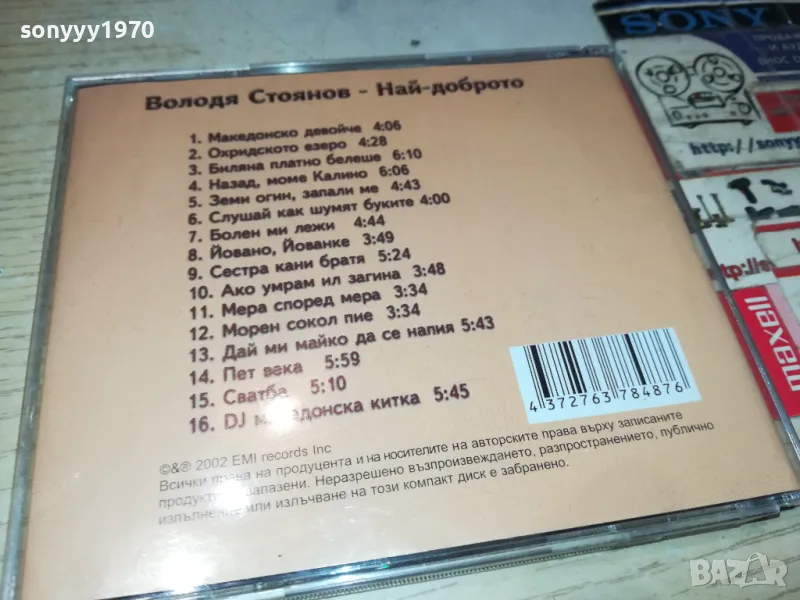 sonyyy1970
Володя Стоянов - Най-доброто
1. Македонско девойче 4:06
2. Охридското езеро 4:28
3. Биляна платно белеше 6:10
4. Назад, моме Калино 6:06
5. Земи огин, запали ме 4:43
6. Слушай как шумят буките 4:00
7. Болен ми лежи 4:44
8. Йовано, Йованке 3:49
9. Сестра кани братя 5:24
10. Ако умрам ил загина 3:48
11. Мера според мера 3:34
12. Морен сокол пие 3:34
13. Дай ми майко да се напия 5:43
14. Пет века 5:59
15. Сватба 5:10
16. DJ македонска китка 5:45
4 372763 784876
©&® 2002 EMI records Inc
Всички права на продуцента и на носителите на авторските права върху записаните
продукти запазени. Неразрешено възпроизвеждането, разпространението, публично
изпълнение или излъчване на този компакт диск е забранено.
SONY
ПРОДАЖ
И АУ
ВНОС О
http://sonyy
tp://s
maxell
BAZAR